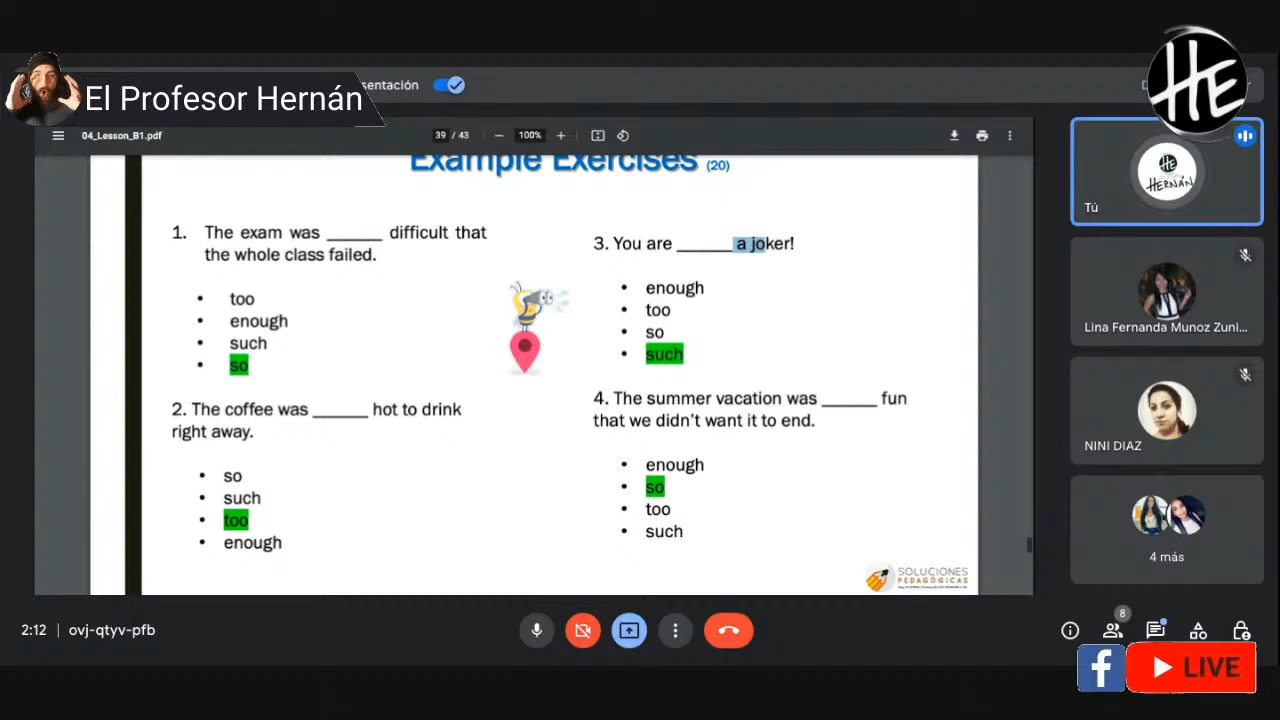 El Profesor Hernán
sentación
HE
04_Lesson_B1.pdf
39 / 43
100%
Example Exercises (20)
1. The exam was ______ difficult that
the whole class failed.
• too
• enough
• such
• so
2. The coffee was ______ hot to drink
right away.
• so
• such
• too
• enough
3. You are ______ a joker!
• enough
• too
• so
• such
4. The summer vacation was ______ fun
that we didn't want it to end.
• enough
• so
• too
• such
SOLUCIONES
PEDAGÓGICAS
HE
HERNÁN
Tú
Lina Fernanda Munoz Zuni...
NINI DIAZ
4 más
2:12 | ovj-qtyv-pfb
8
f
LIVE